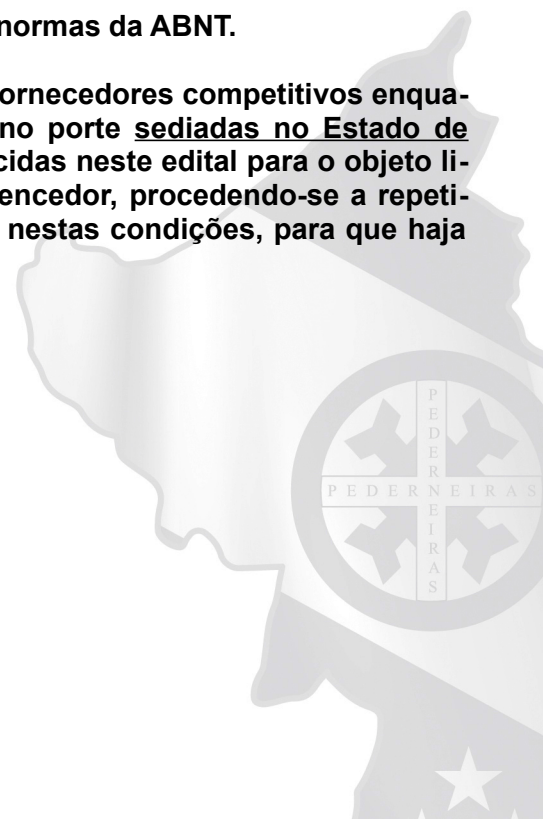 normas da ABNT.
ornecedores competitivos enqua-
no porte sediadas no Estado de
cidas neste edital para o objeto li-
encedor, procedendo-se a repeti-
nestas condições, para que haja
PEDERNEIRAS
PEDERNEIRAS